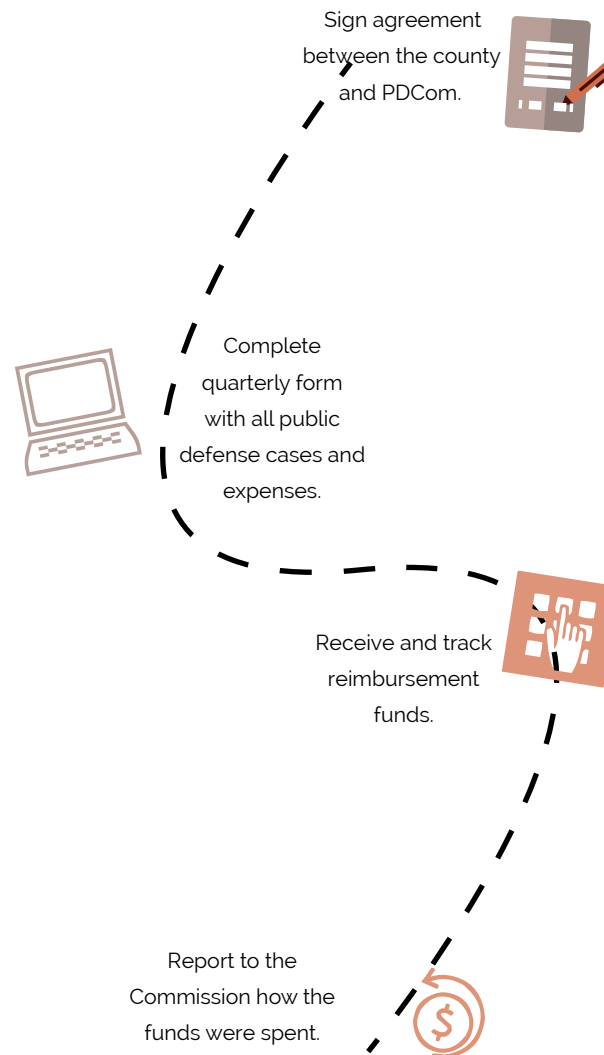 Sign agreement
between the county
and PDCom.
Complete
quarterly form
with all public
defense cases and
expenses.
Receive and track
reimbursement
funds.
Report to the
Commission how the
funds were spent.
$